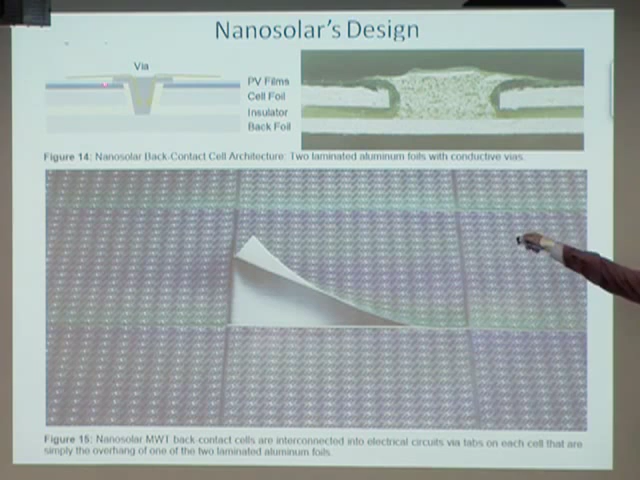 Nanosolar's Design
Via
PV Films
Cell Foil
Insulator
Back Foil
Figure 14: Nanosolar Back-Contact Cell Architecture: Two laminated aluminum foils with conductive vias.
Figure 15: Nanosolar MWT back-contact cells are interconnected into electrical circuits via tabs on each cell that are
simply the overhang of one of the two laminated aluminum foils.